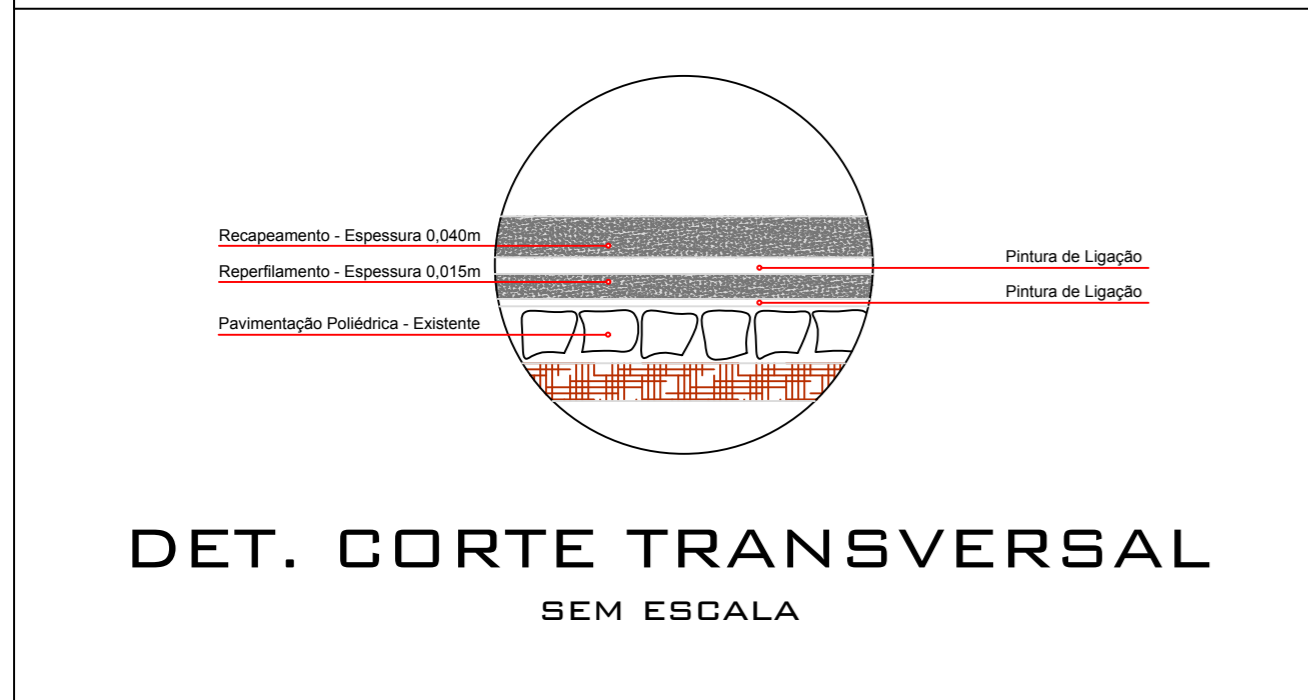 Recapeamento - Espessura 0,040m
Pintura de Ligação
Reperfilamento - Espessura 0,015m
Pintura de Ligação
Pavimentação Poliédrica - Existente
DET. CORTE TRANSVERSAL
SEM ESCALA